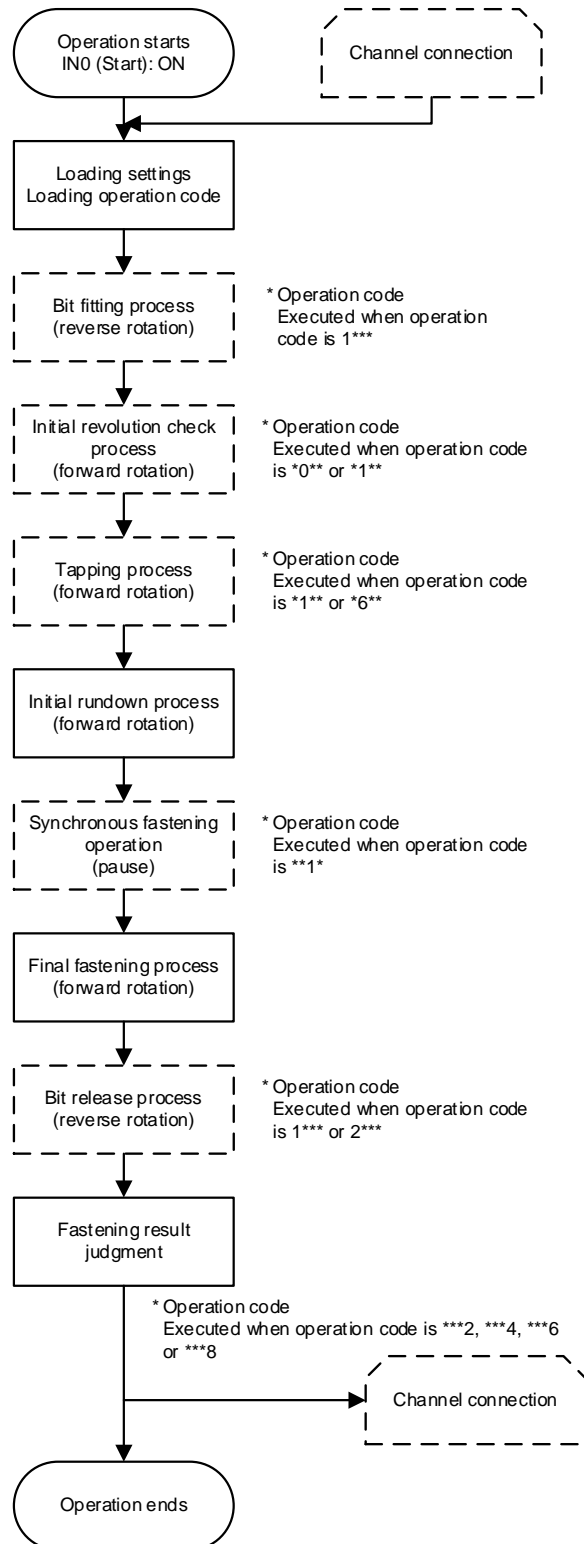 Operation starts
IN0 (Start): ON
Channel connection
Loading settings
Loading operation code
Bit fitting process
(reverse rotation)
* Operation code
Executed when operation
code is 1***
Initial revolution check
process
(forward rotation)
* Operation code
Executed when operation code
is *0** or *1**
Tapping process
(forward rotation)
* Operation code
Executed when operation code
is *1** or *6**
Initial rundown process
(forward rotation)
Synchronous fastening
operation
(pause)
* Operation code
Executed when operation code
is **1*
Final fastening process
(forward rotation)
Bit release process
(reverse rotation)
* Operation code
Executed when operation code
is 1*** or 2***
Fastening result
judgment
* Operation code
Executed when operation code is ***2, ***4, ***6
or ***8
Channel connection
Operation ends